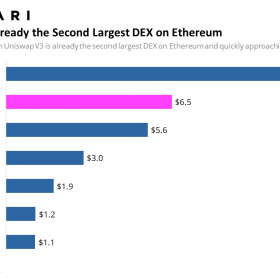 ARI
ready the Second Largest DEX on Ethereum
n Uniswap V3 is already the second largest DEX on Ethereum and quickly approachi
$6.5
$5.6
$3.0
$1.9
$1.2
$1.1